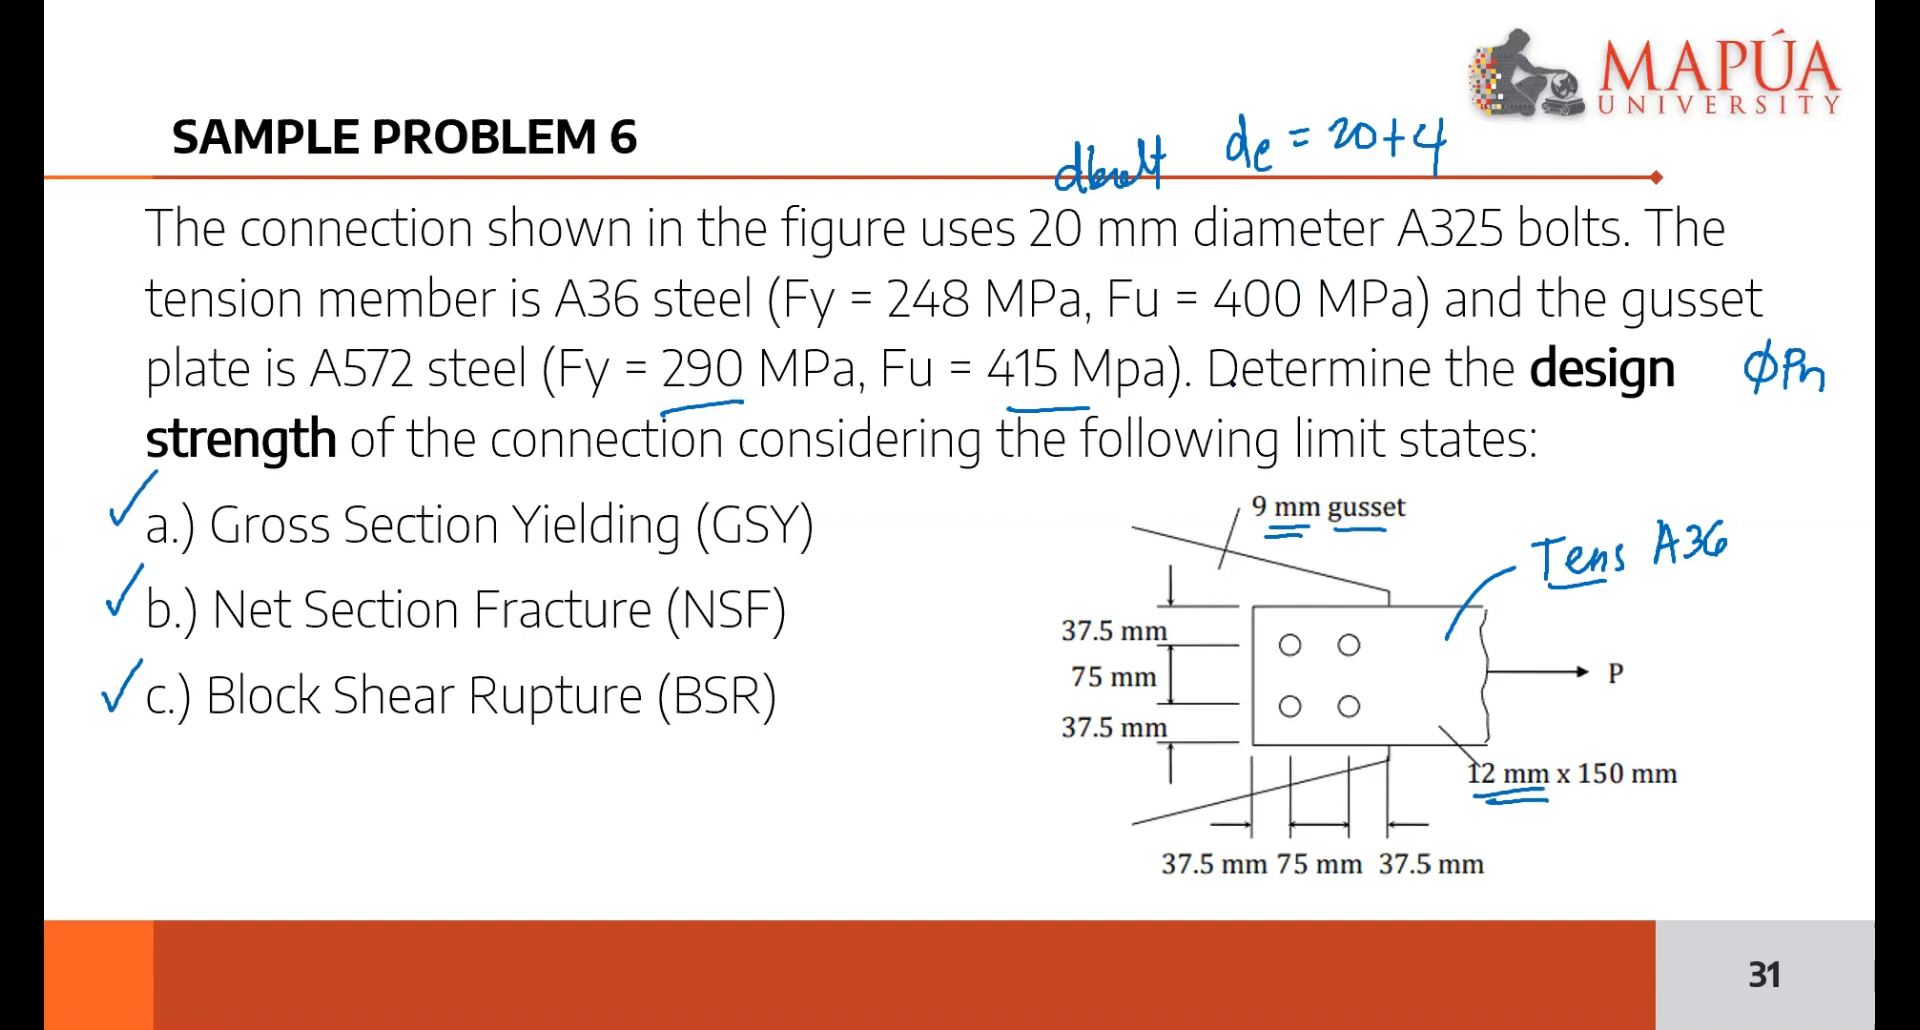 MAPÚA
UNIVERSITY
SAMPLE PROBLEM 6
dbolt de = 20+4
The connection shown in the figure uses 20 mm diameter A325 bolts. The
tension member is A36 steel (Fy = 248 MPa, Fu = 400 MPa) and the gusset
plate is A572 steel (Fy = 290 MPa, Fu = 415 Mpa). Determine the design ϕPn
strength of the connection considering the following limit states:
✓ a.) Gross Section Yielding (GSY)
✓ b.) Net Section Fracture (NSF)
✓ c.) Block Shear Rupture (BSR)
9 mm gusset
Tens A36
37.5 mm
75 mm
37.5 mm
P
12 mm x 150 mm
37.5 mm 75 mm 37.5 mm
31